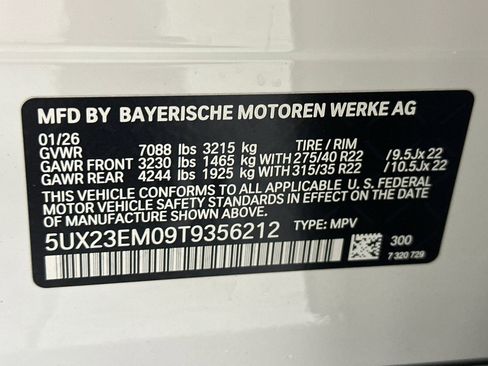 MFD BY BAYERISCHE MOTOREN WERKE AG
01/26
GVWR 7088 lbs 3215 kg TIRE / RIM
GAWR FRONT 3230 lbs 1465 kg WITH 275/40 R22 /9.5Jx 22
GAWR REAR 4244 lbs 1925 kg WITH 315/35 R22 /10.5Jx 22
THIS VEHICLE CONFORMS TO ALL APPLICABLE U. S. FEDERAL
MOTOR VEHICLE SAFETY STANDARDS IN EFFECT ON THE DATE
OF MANUFACTURE SHOWN ABOVE.
5UX23EM09T9356212 TYPE: MPV
300
7 320 729